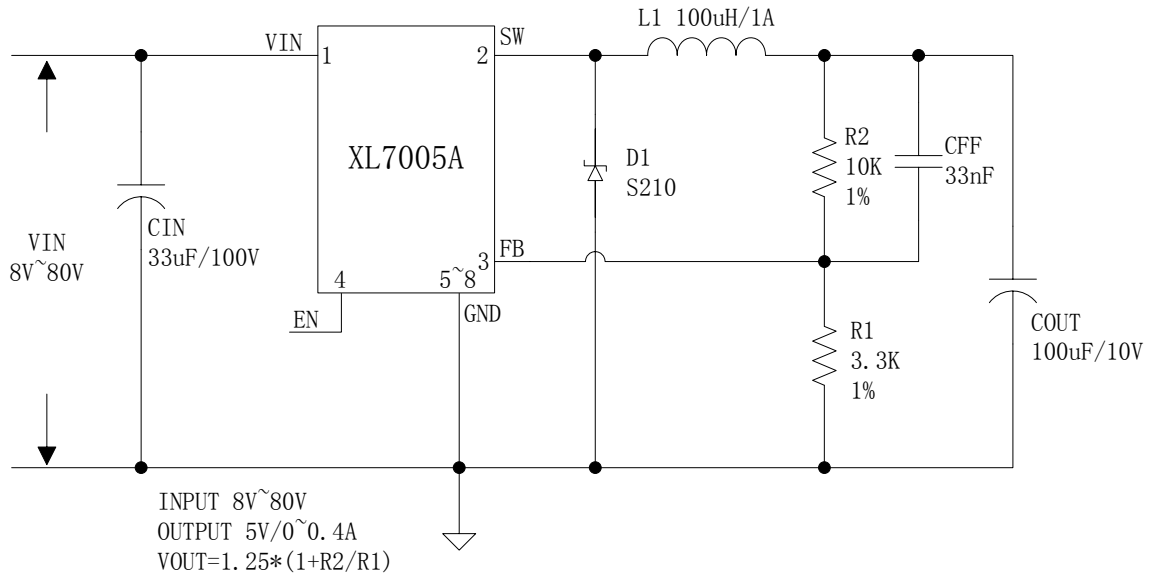 L1 100uH/1A
VIN
SW
1
2
XL7005A
R2
10K
1%
CFF
33nF
D1
S210
CIN
33uF/100V
VIN
8V~80V
FB
3
4
5~8
EN
GND
COUT
100uF/10V
R1
3.3K
1%
INPUT 8V~80V
OUTPUT 5V/0~0.4A
VOUT=1.25*(1+R2/R1)